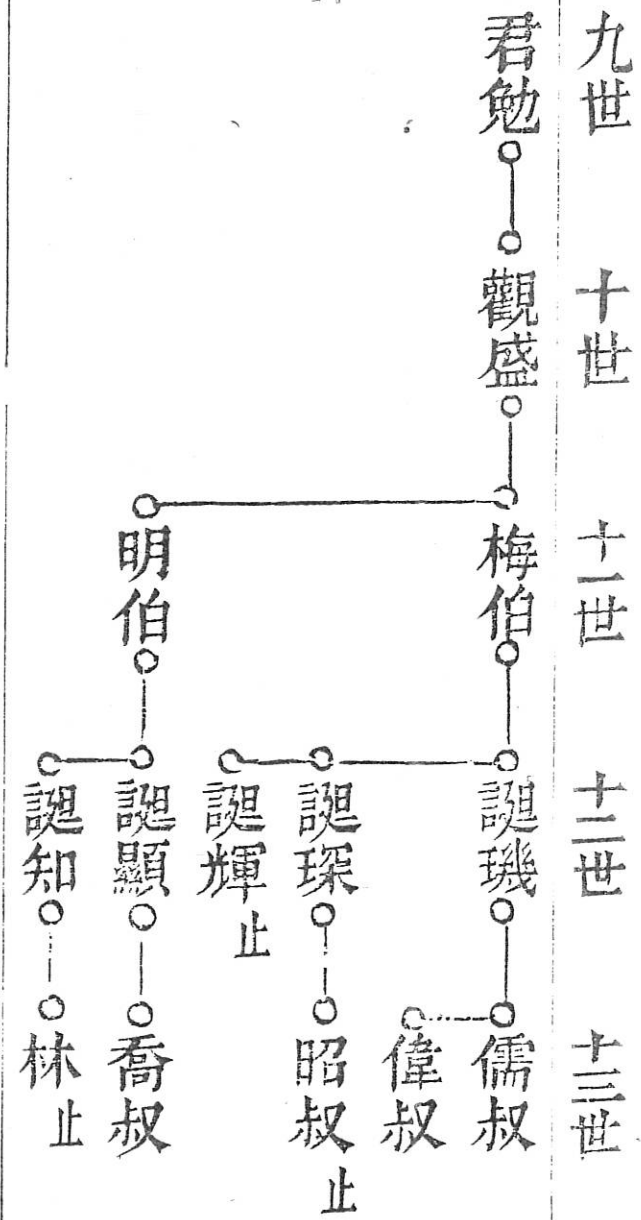 九世 十世 十一世 十二世 十三世
君勉 觀盛 梅伯 誕璣 儒叔
偉叔
誕琛 昭叔 止
誕輝 止
明伯 誕顯 喬叔
誕知 林 止